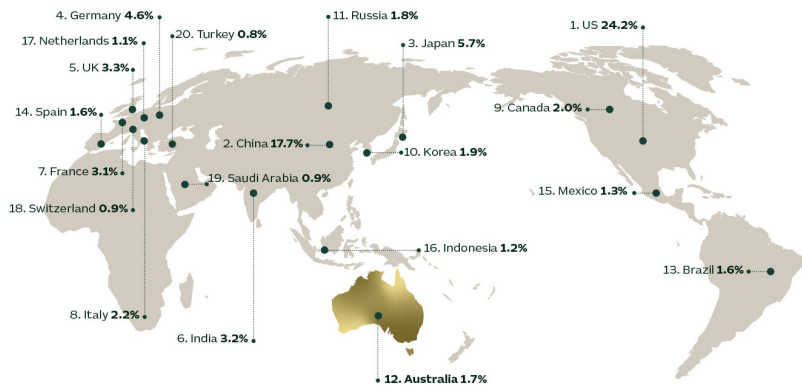 4. Germany 4.6%
11. Russia 1.8%
1. US 24.2%
17. Netherlands 1.1%
20. Turkey 0.8%
3. Japan 5.7%
5. UK 3.3%
14. Spain 1.6%
9. Canada 2.0%
2. China 17.7%
10. Korea 1.9%
7. France 3.1%
19. Saudi Arabia 0.9%
15. Mexico 1.3%
18. Switzerland 0.9%
16. Indonesia 1.2%
13. Brazil 1.6%
8. Italy 2.2%
6. India 3.2%
12. Australia 1.7%